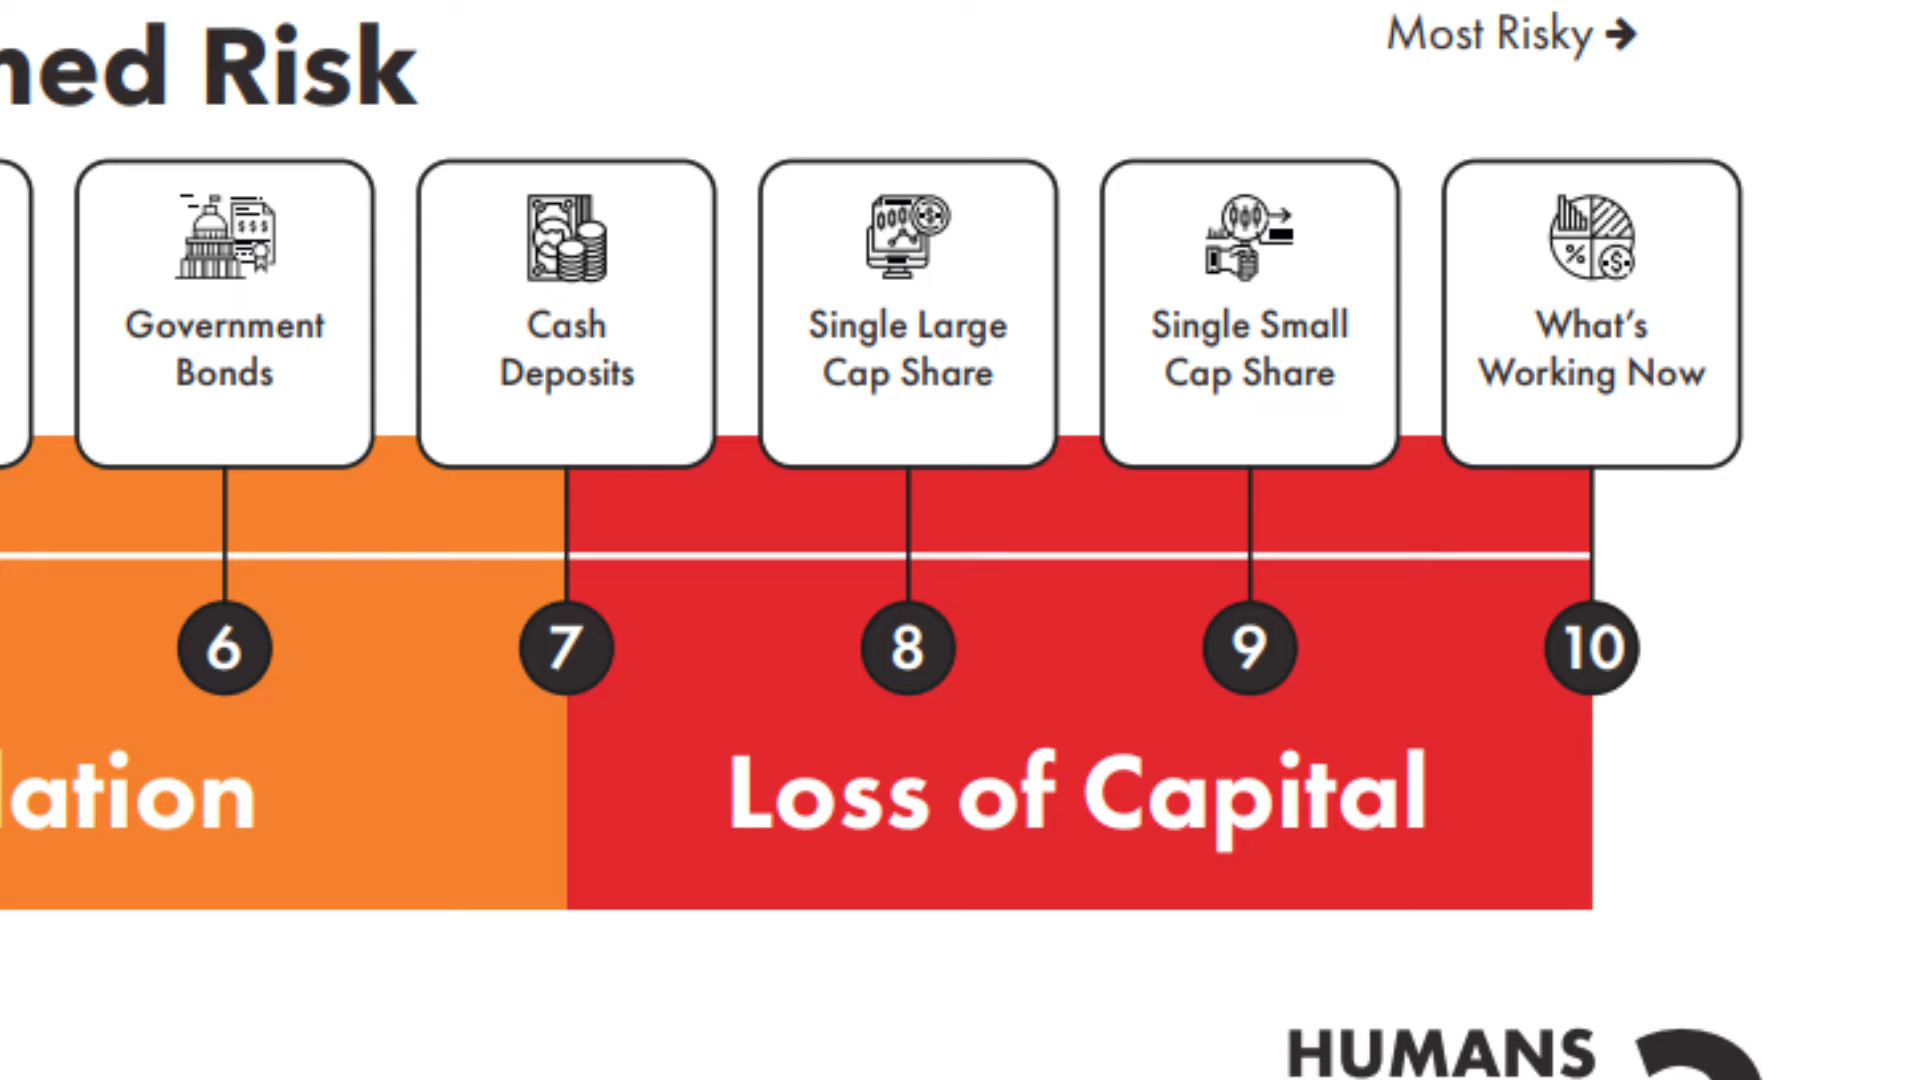 ned Risk
Most Risky →
Government
Bonds
Cash
Deposits
Single Large
Cap Share
Single Small
Cap Share
What's
Working Now
6
7
8
9
10
lation
Loss of Capital
HUMANS